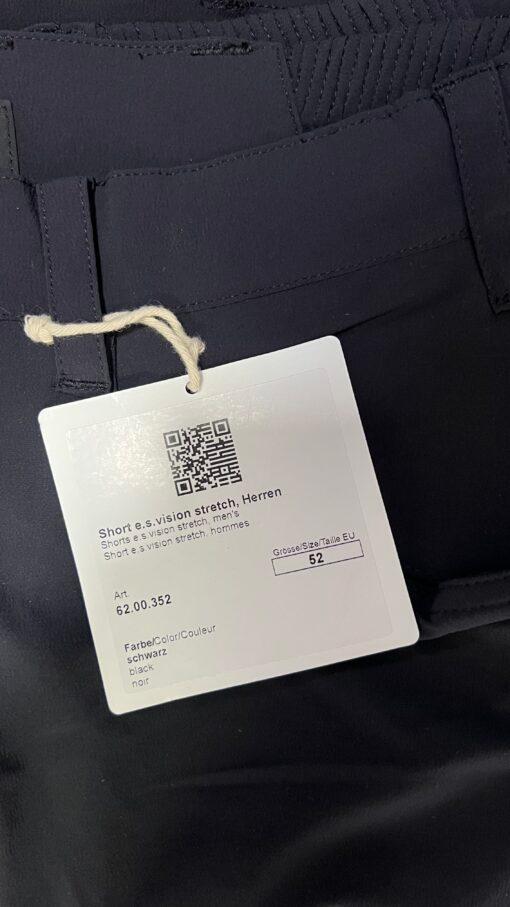 Short e.s.vision stretch, Herren
Shorts e.s.vision stretch, men's
Short e.s.vision stretch, hommes
Grösse/Size/Taille EU
52
Art.
62.00.352
Farbe/Color/Couleur
schwarz
black
noir